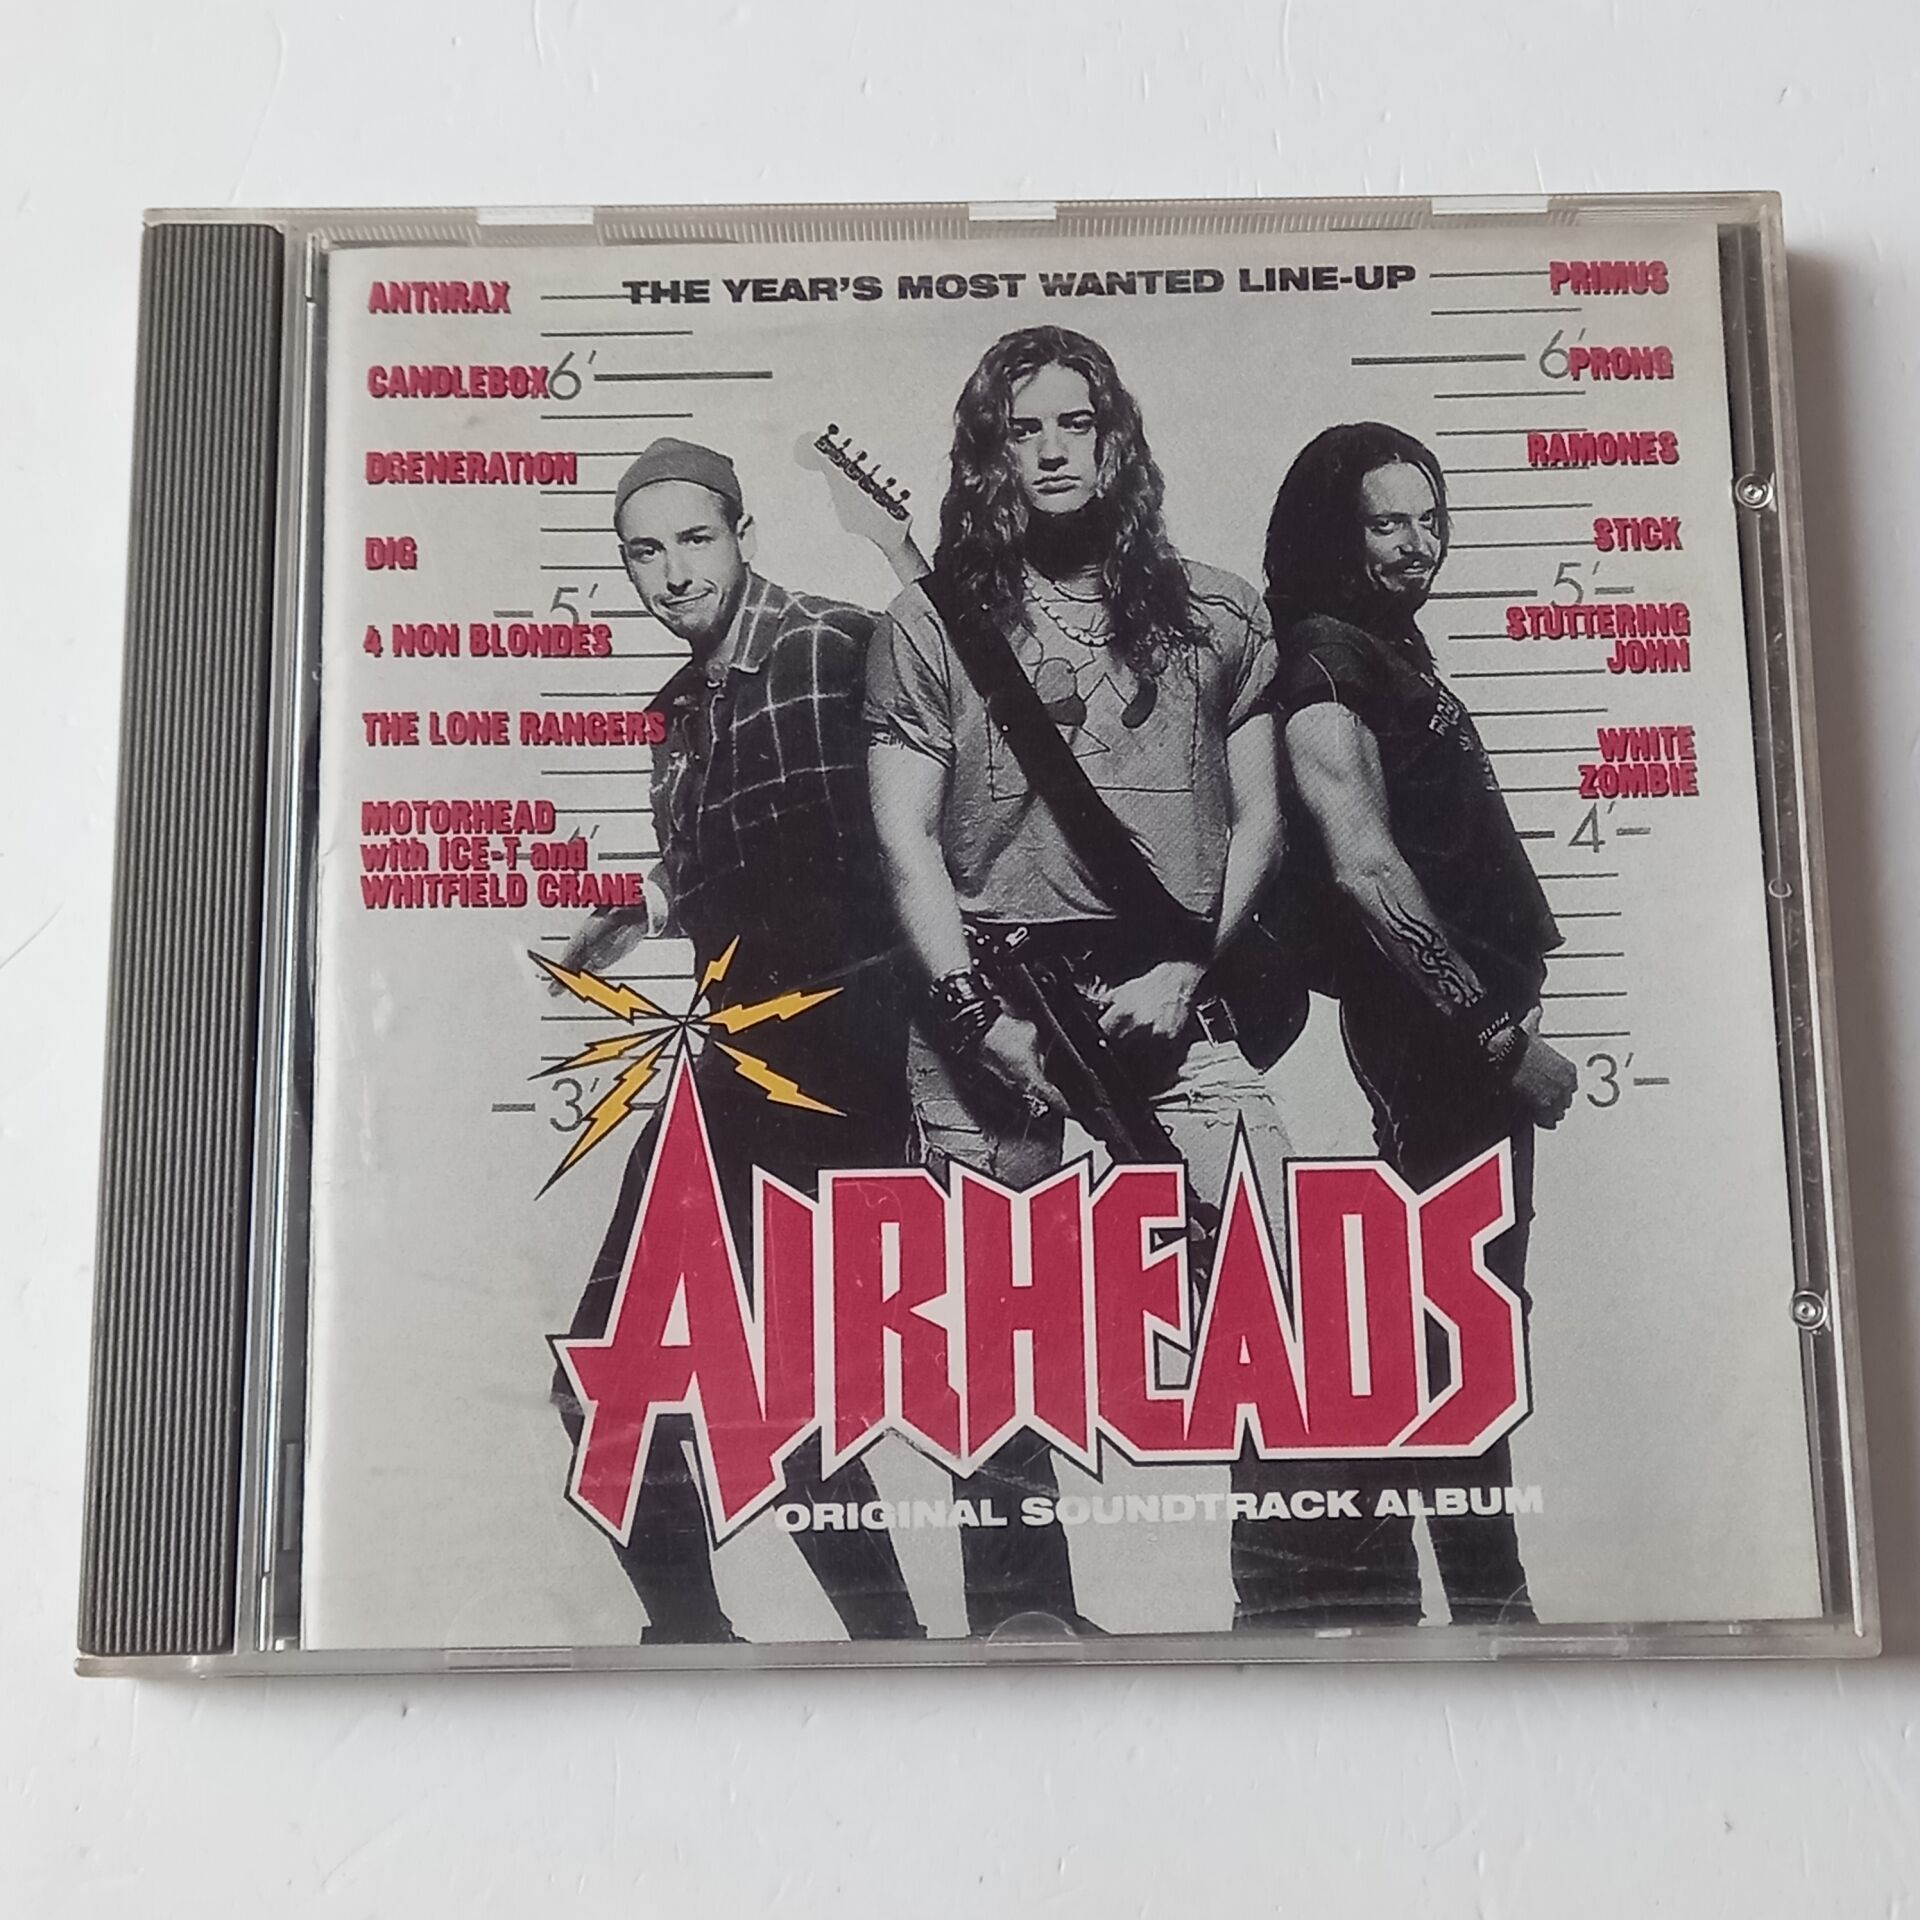 THE YEAR'S MOST WANTED LINE-UP
ANTHRAX
CANDLEBOX
DGENERATION
DIG
4 NON BLONDES
THE LONE RANGERS
MOTORHEAD
with ICE-T and
WHITFIELD CRANE
6'
5'
4'
3'
PRIMUS
PRONG
RAMONES
STICK
STUTTERING
JOHN
WHITE
ZOMBIE
6'
5'
4'
3'
AIRHEADS
ORIGINAL SOUNDTRACK ALBUM